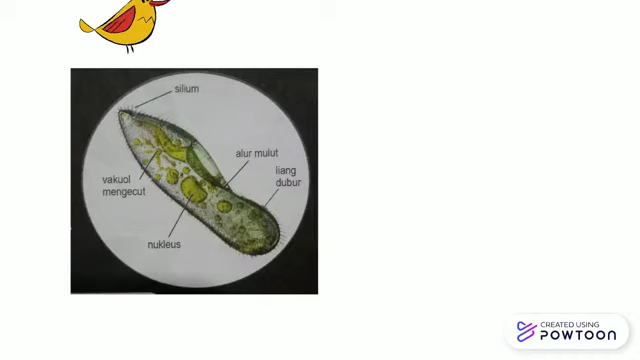 silium
alur mulut
liang
dubur
vakuol
mengecut
nukleus
CREATED USING
POWTOON